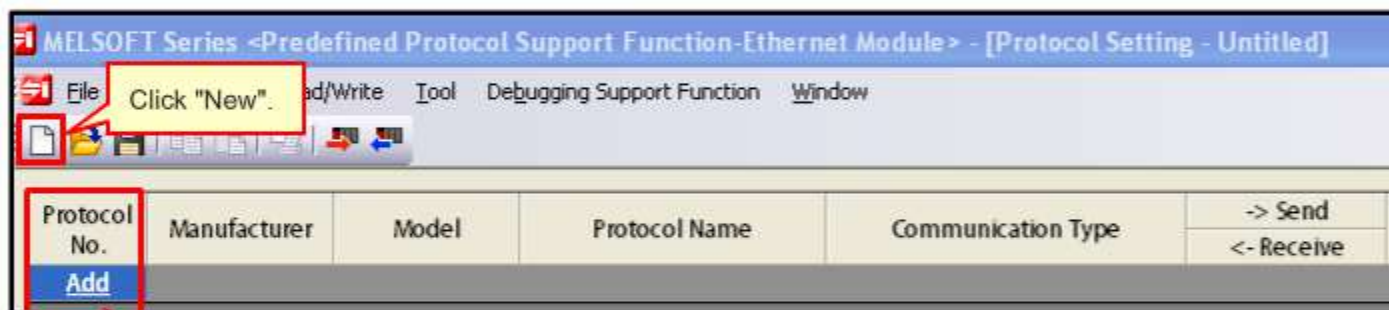 MELSOFT Series <Predefined Protocol Support Function-Ethernet Module> - [Protocol Setting - Untitled]
File ad/Write Tool Debugging Support Function Window
Click "New".
Protocol No. Manufacturer Model Protocol Name Communication Type -> Send
<- Receive
Add